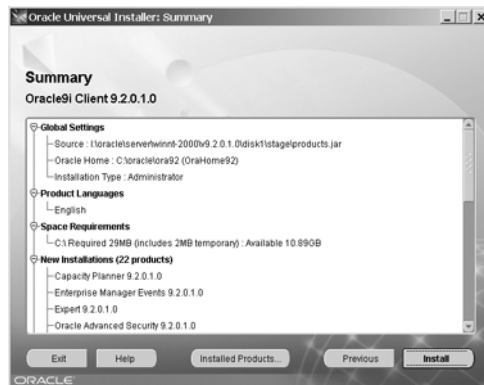 Oracle Universal Installer: Summary
Summary
Oracle9i Client 9.2.0.1.0
Global Settings
Source : I:\oracle\server\winnt-2000\v9.2.0.1.0\disk1\stage\products.jar
Oracle Home : C:\oracle\ora92 (OraHome92)
Installation Type : Administrator
Product Languages
English
Space Requirements
C:\ Required 29MB (includes 2MB temporary) : Available 10.89GB
New Installations (22 products)
Capacity Planner 9.2.0.1.0
Enterprise Manager Events 9.2.0.1.0
Expert 9.2.0.1.0
Oracle Advanced Security 9.2.0.1.0
Exit Help Installed Products... Previous Install
ORACLE